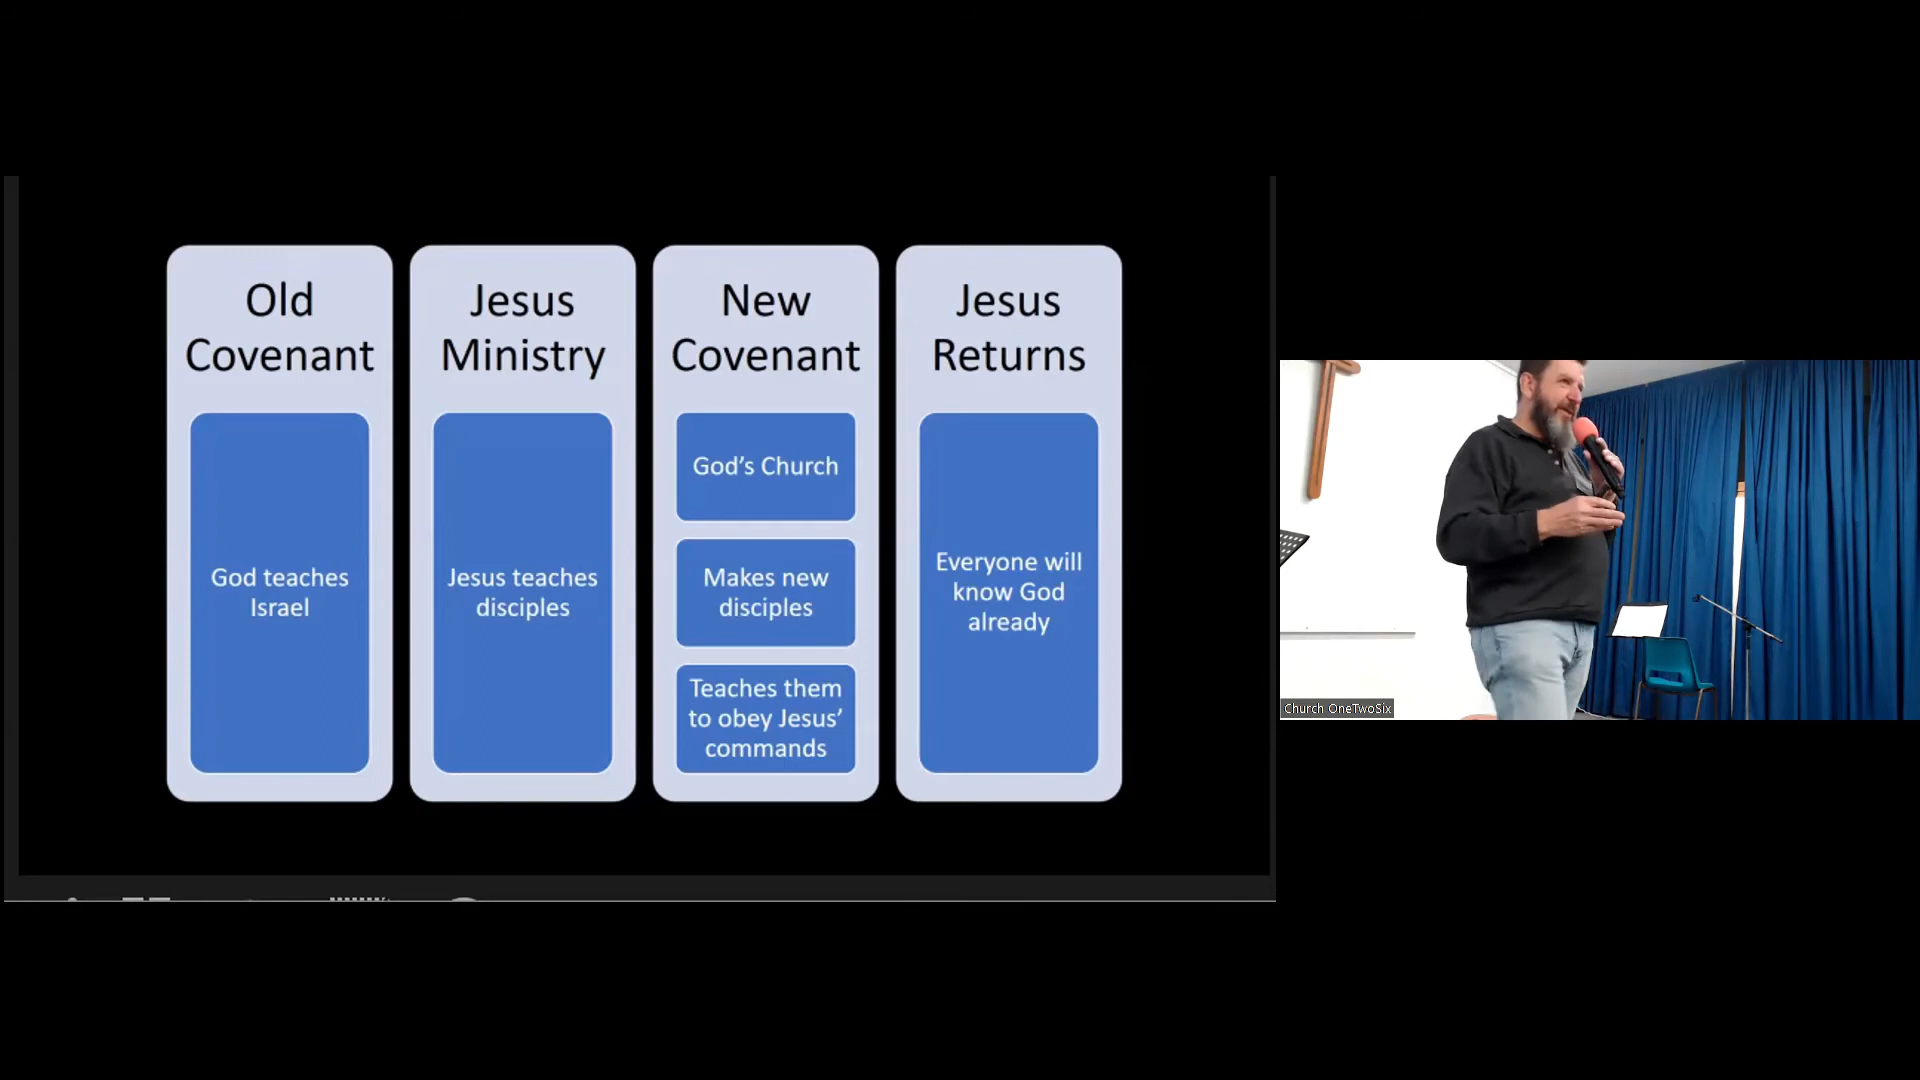 Old
Covenant
God teaches
Israel
Jesus
Ministry
Jesus teaches
disciples
New
Covenant
God’s Church
Makes new
disciples
Teaches them
to obey Jesus’
commands
Jesus
Returns
Everyone will
know God
already
Church OneTwoSix